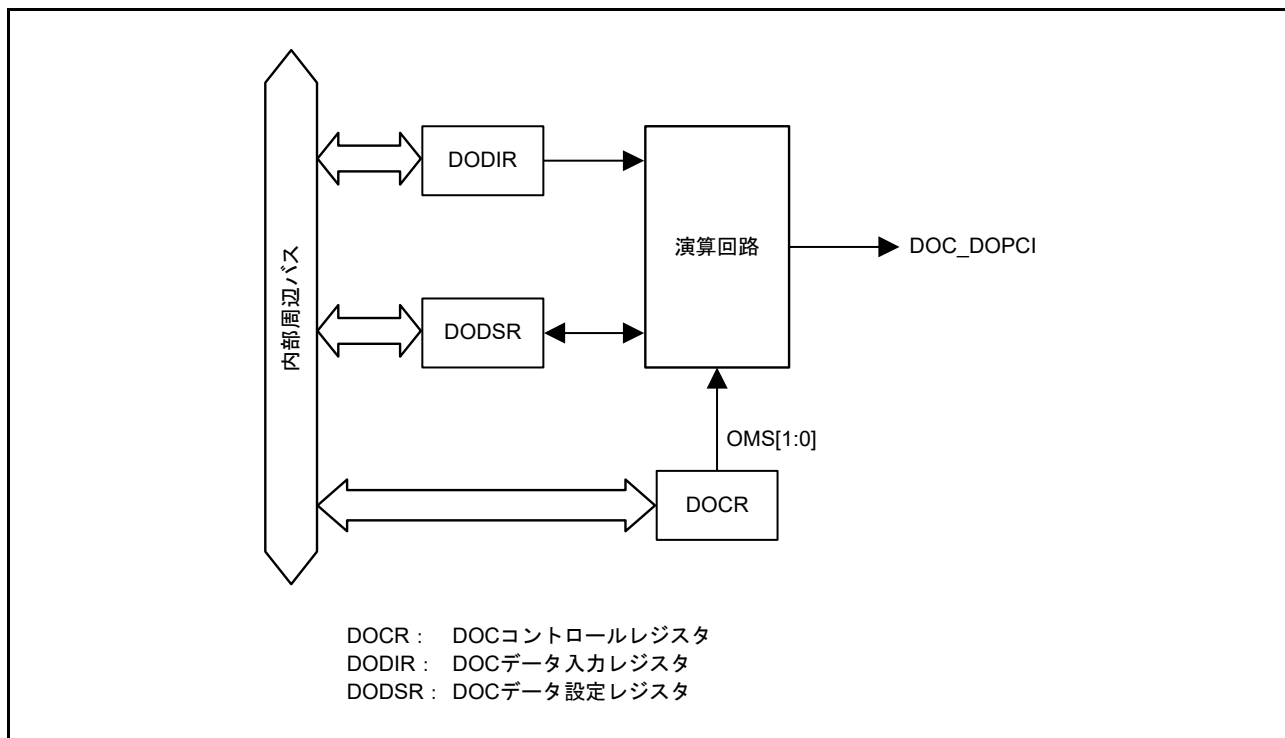 DODIR
演算回路
DOC_DOPCI
内部周辺バス
DODSR
OMS[1:0]
DOCR
DOCR： DOCコントロールレジスタ
DODIR： DOCデータ入力レジスタ
DODSR： DOCデータ設定レジスタ